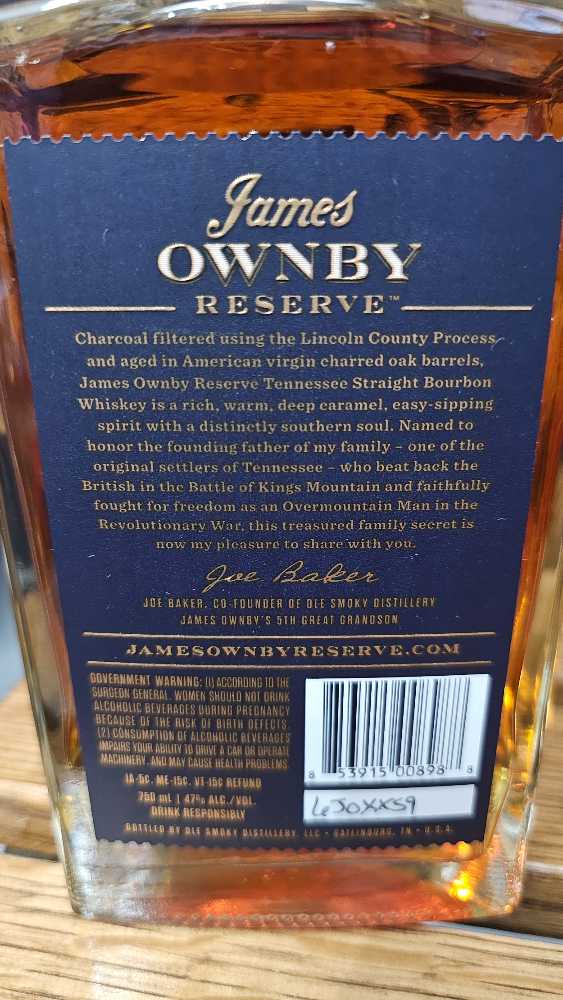 James
OWNBY
RESERVE™
Charcoal filtered using the Lincoln County Process
and aged in American virgin charred oak barrels,
James Ownby Reserve Tennessee Straight Bourbon
Whiskey is a rich, warm, deep caramel, easy-sipping
spirit with a distinctly southern soul. Named to
honor the founding father of my family – one of the
original settlers of Tennessee – who beat back the
British in the Battle of Kings Mountain and faithfully
fought for freedom as an Overmountain Man in the
Revolutionary War, this treasured family secret is
now my pleasure to share with you.
Joe Baker
JOE BAKER, CO-FOUNDER OF OLE SMOKY DISTILLERY
JAMES OWNBY'S 5TH GREAT GRANDSON
JAMESOWNBYRESERVE.COM
GOVERNMENT WARNING: (1) ACCORDING TO THE
SURGEON GENERAL, WOMEN SHOULD NOT DRINK
ALCOHOLIC BEVERAGES DURING PREGNANCY
BECAUSE OF THE RISK OF BIRTH DEFECTS.
(2) CONSUMPTION OF ALCOHOLIC BEVERAGES
IMPAIRS YOUR ABILITY TO DRIVE A CAR OR OPERATE
MACHINERY, AND MAY CAUSE HEALTH PROBLEMS.
IA-5c, ME-15c, VT-15c REFUND
750 ml | 47% ALC./VOL.
DRINK RESPONSIBLY
8 53915 00898 8
BOTTLED BY OLE SMOKY DISTILLERY, LLC • GATLINBURG, TN • U.S.A.